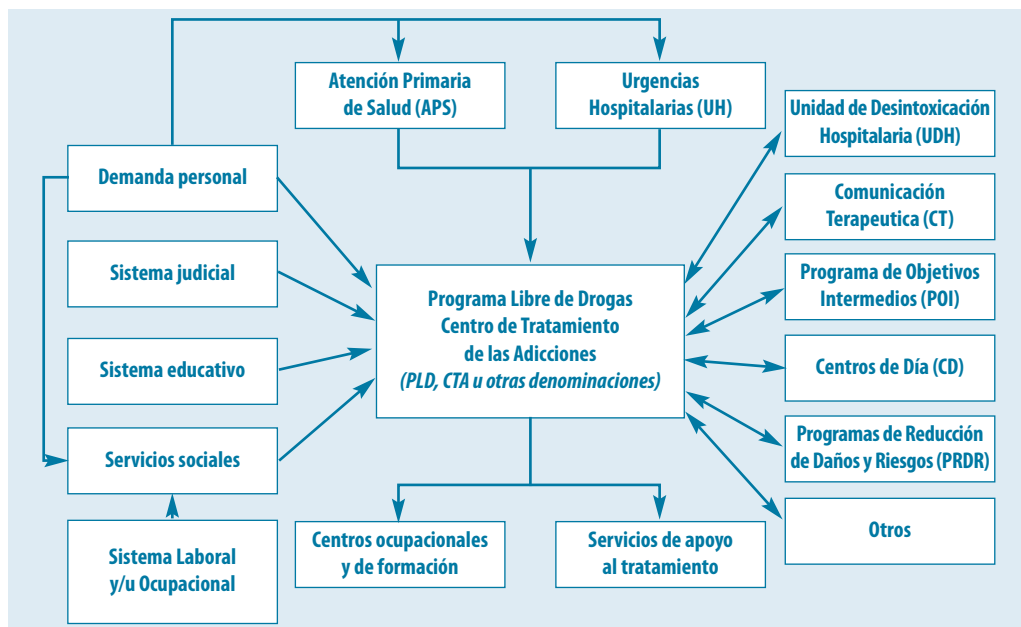 Atención Primaria
de Salud (APS)
Urgencias
Hospitalarias (UH)
Unidad de Desintoxicación
Hospitalaria (UDH)
Demanda personal
Comunicación
Terapeutica (CT)
Sistema judicial
Programa Libre de Drogas
Centro de Tratamiento
de las Adicciones
(PLD, CTA u otras denominaciones)
Programa de Objetivos
Intermedios (POI)
Sistema educativo
Centros de Día (CD)
Servicios sociales
Programas de Reducción
de Daños y Riesgos (PRDR)
Sistema Laboral
y/u Ocupacional
Centros ocupacionales
y de formación
Servicios de apoyo
al tratamiento
Otros